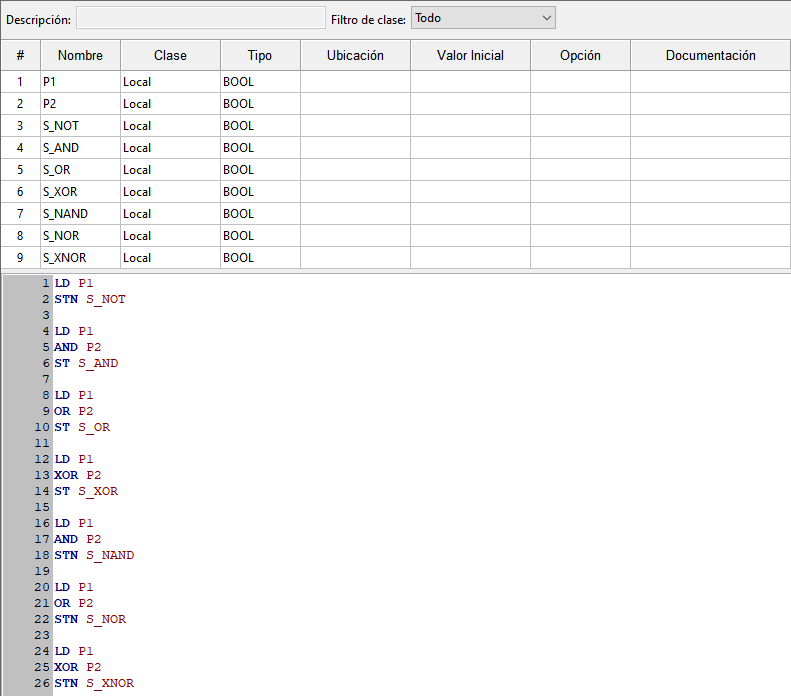 Descripción: Filtro de clase: Todo
# Nombre Clase Tipo Ubicación Valor Inicial Opción Documentación
1 P1 Local BOOL
2 P2 Local BOOL
3 S_NOT Local BOOL
4 S_AND Local BOOL
5 S_OR Local BOOL
6 S_XOR Local BOOL
7 S_NAND Local BOOL
8 S_NOR Local BOOL
9 S_XNOR Local BOOL
1 LD P1
2 STN S_NOT
3
4 LD P1
5 AND P2
6 ST S_AND
7
8 LD P1
9 OR P2
10 ST S_OR
11
12 LD P1
13 XOR P2
14 ST S_XOR
15
16 LD P1
17 AND P2
18 STN S_NAND
19
20 LD P1
21 OR P2
22 STN S_NOR
23
24 LD P1
25 XOR P2
26 STN S_XNOR